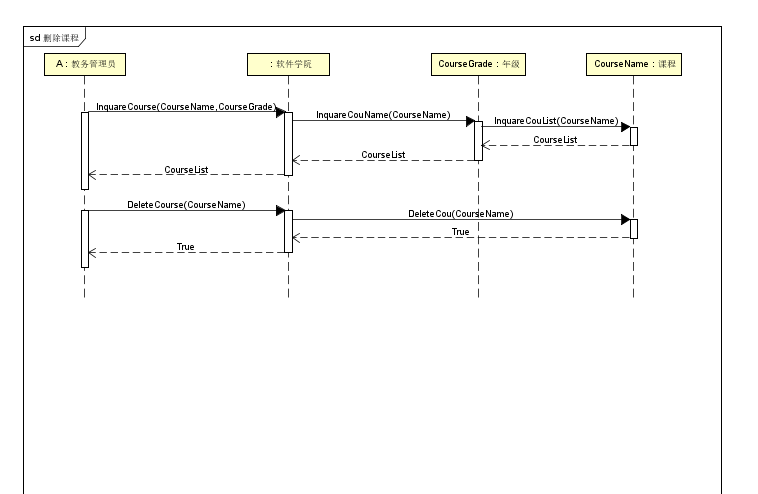 sd 删除课程
A : 教务管理员
: 软件学院
CourseGrade : 年级
CourseName : 课程
InquareCourse(CourseName,CourseGrade)
InquareCouName(CourseName)
InquareCouList(CourseName)
CourseList
CourseList
CourseList
DeleteCourse(CourseName)
DeleteCou(CourseName)
True
True